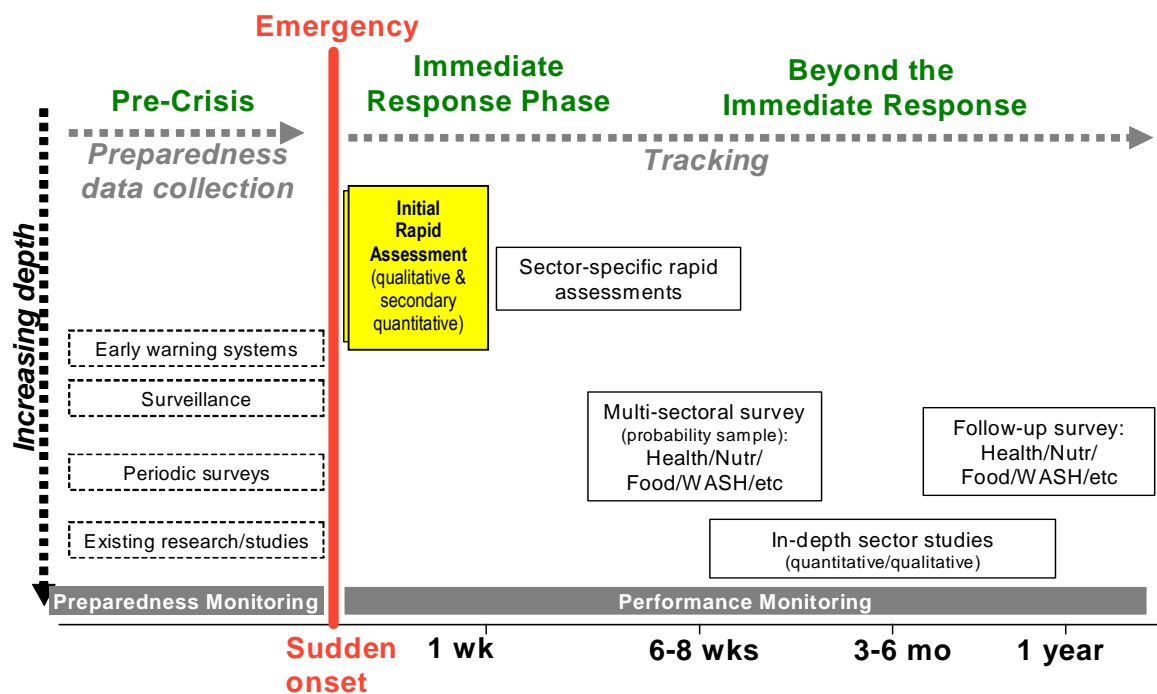 Emergency
Pre-Crisis
Immediate
Response Phase
Beyond the
Immediate Response
Preparedness
data collection
Tracking
Increasing depth
Initial
Rapid
Assessment
(qualitative &
secondary
quantitative)
Sector-specific rapid
assessments
Early warning systems
Surveillance
Periodic surveys
Existing research/studies
Multi-sectoral survey
(probability sample):
Health/Nutr/
Food/WASH/etc
Follow-up survey:
Health/Nutr/
Food/WASH/etc
In-depth sector studies
(quantitative/qualitative)
Preparedness Monitoring
Performance Monitoring
Sudden
onset
1 wk
6-8 wks
3-6 mo
1 year